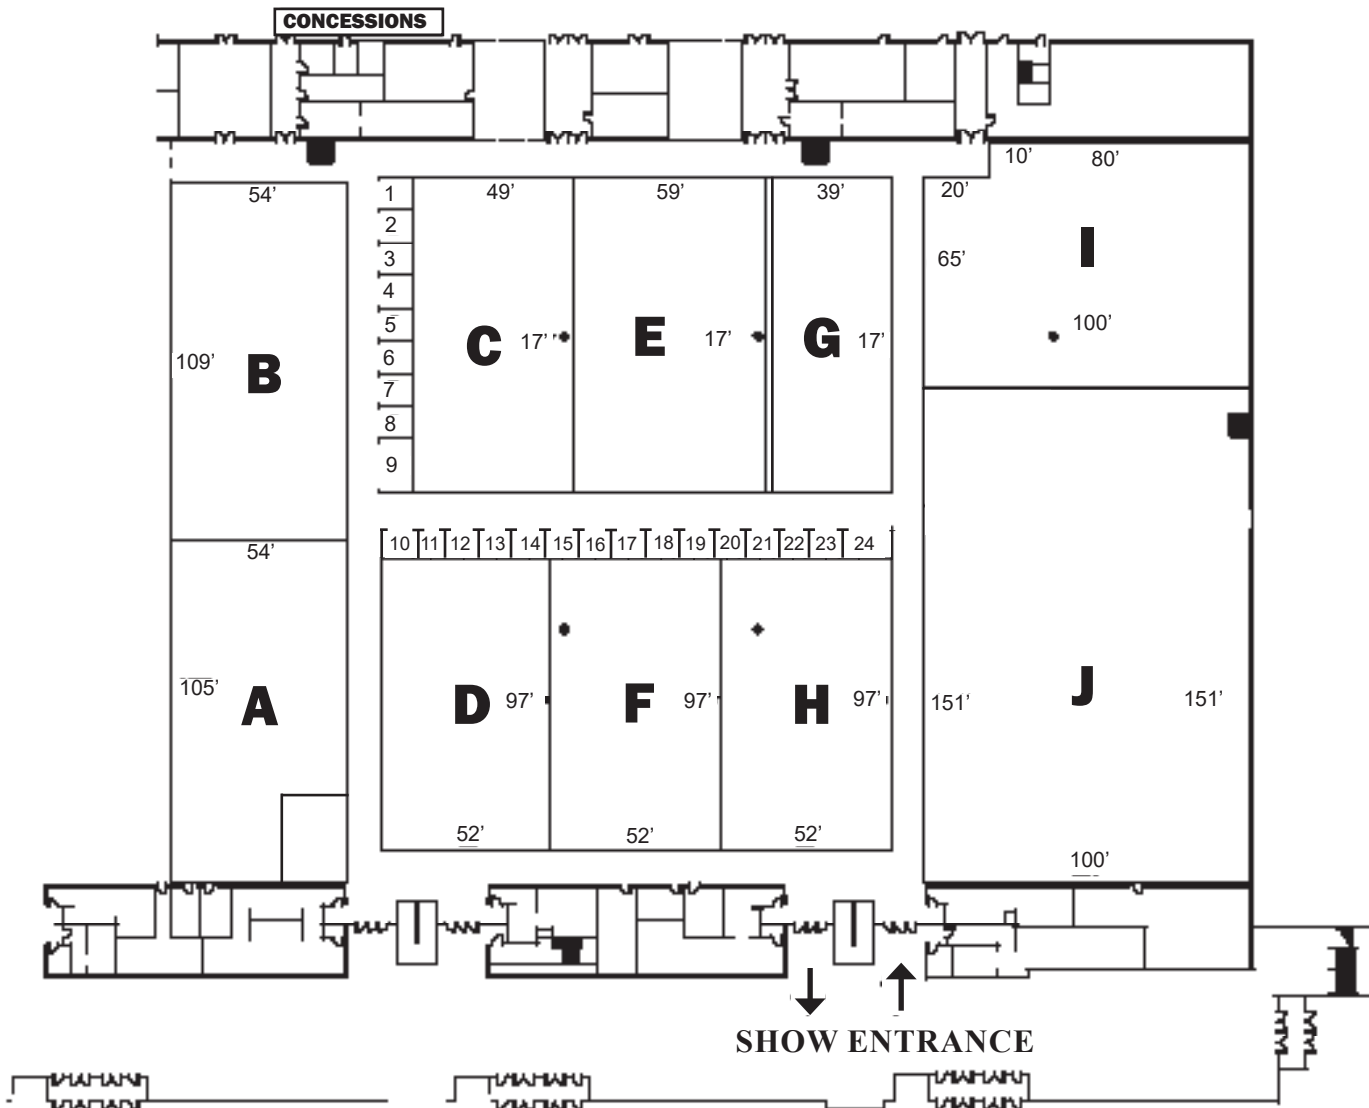 CONCESSIONS
10’ 80’
54’ 1 49’ 59’ 39’ 20’
2
3 65’ I
4
5 100’
C 17’’ E 17’ G 17’
109’ B 6
7
8
9
10 11 12 13 14 15 16 17 18 19 20 21 22 23 24
54’
105’ A D 97’ F 97’ H 97’ 151’ J 151’
52’ 52’ 52’
100’
SHOW ENTRANCE